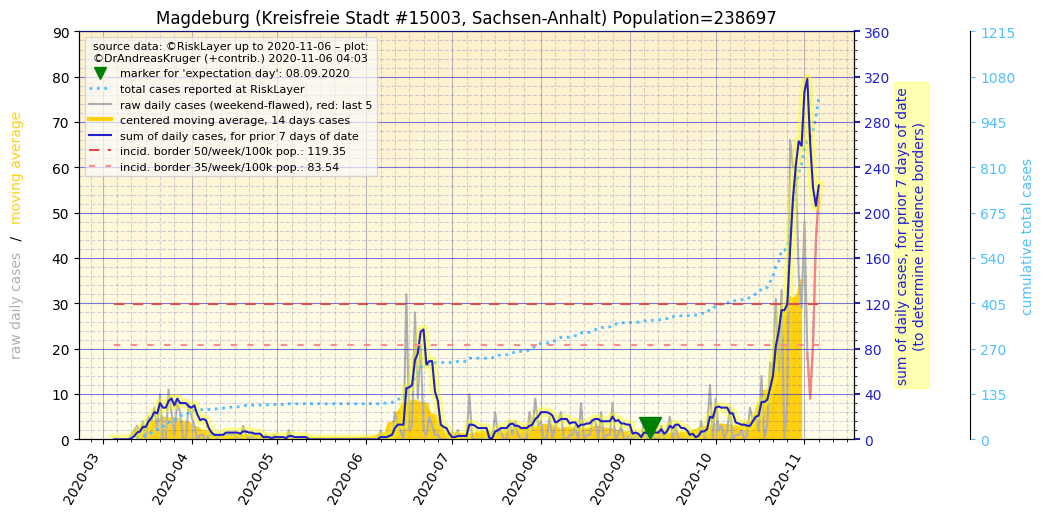 Magdeburg (Kreisfreie Stadt #15003, Sachsen-Anhalt) Population=238697
source data: ©RiskLayer up to 2020-11-06 – plot:
©DrAndreasKruger (+contrib.) 2020-11-06 04:03
marker for 'expectation day': 08.09.2020
total cases reported at RiskLayer
raw daily cases (weekend-flawed), red: last 5
centered moving average, 14 days cases
sum of daily cases, for prior 7 days of date
incid. border 50/week/100k pop.: 119.35
incid. border 35/week/100k pop.: 83.54
raw daily cases / moving average
90
80
70
60
50
40
30
20
10
0
2020-03
2020-04
2020-05
2020-06
2020-07
2020-08
2020-09
2020-10
2020-11
360
320
280
240
200
160
120
80
40
0
sum of daily cases, for prior 7 days of date
(to determine incidence borders)
1215
1080
945
810
675
540
405
270
135
0
cumulative total cases